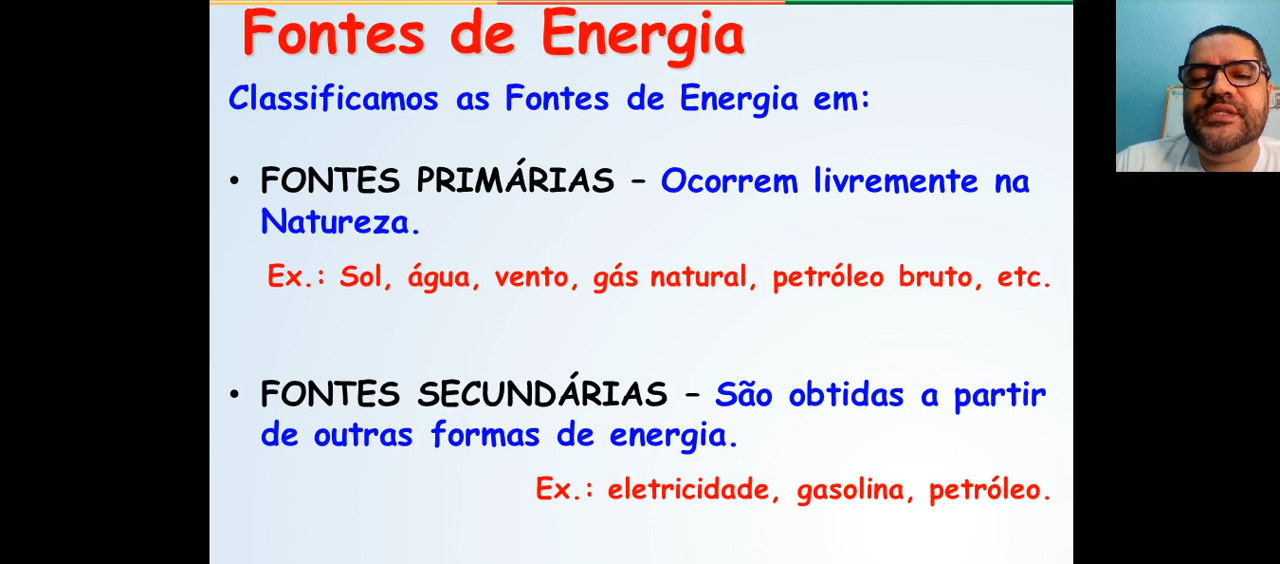 Fontes de Energia
Classificamos as Fontes de Energia em:
• FONTES PRIMÁRIAS – Ocorrem livremente na
Natureza.
Ex.: Sol, água, vento, gás natural, petróleo bruto, etc.
• FONTES SECUNDÁRIAS – São obtidas a partir
de outras formas de energia.
Ex.: eletricidade, gasolina, petróleo.